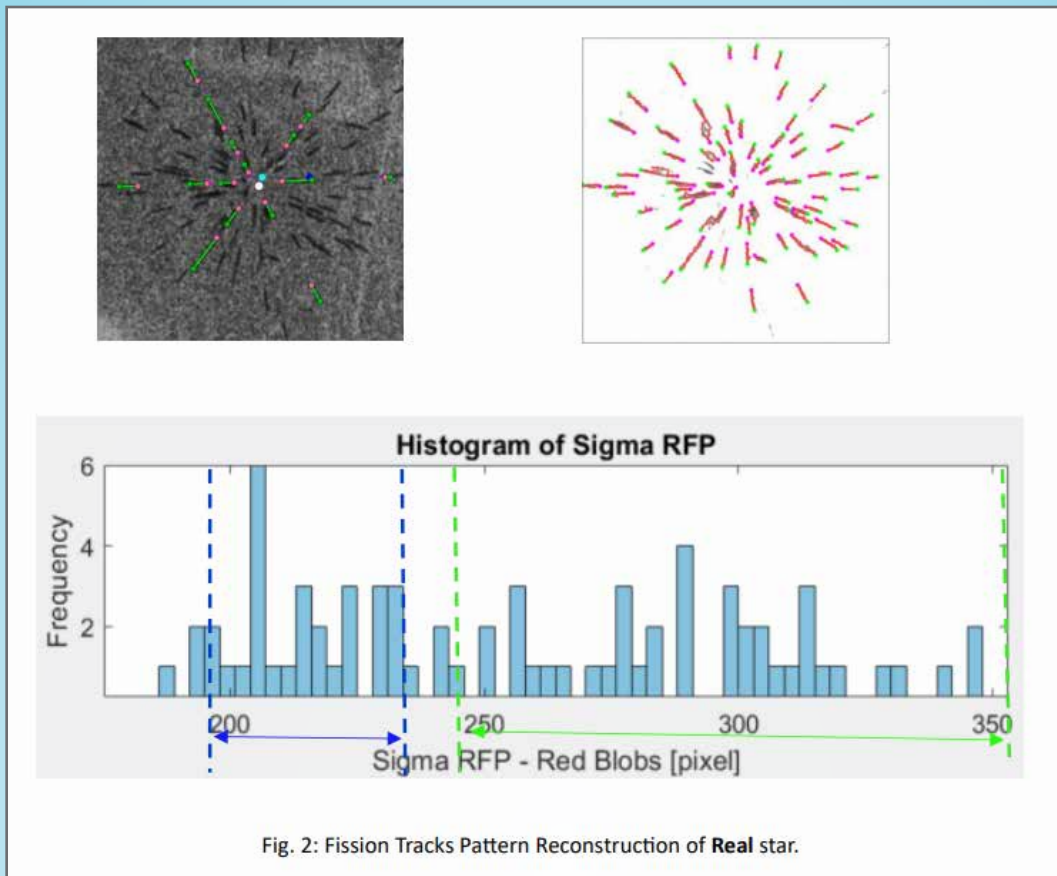 Histogram of Sigma RFP
6
4
2
Frequency
200 250 300 350
Sigma RFP - Red Blobs [pixel]
Fig. 2: Fission Tracks Pattern Reconstruction of Real star.